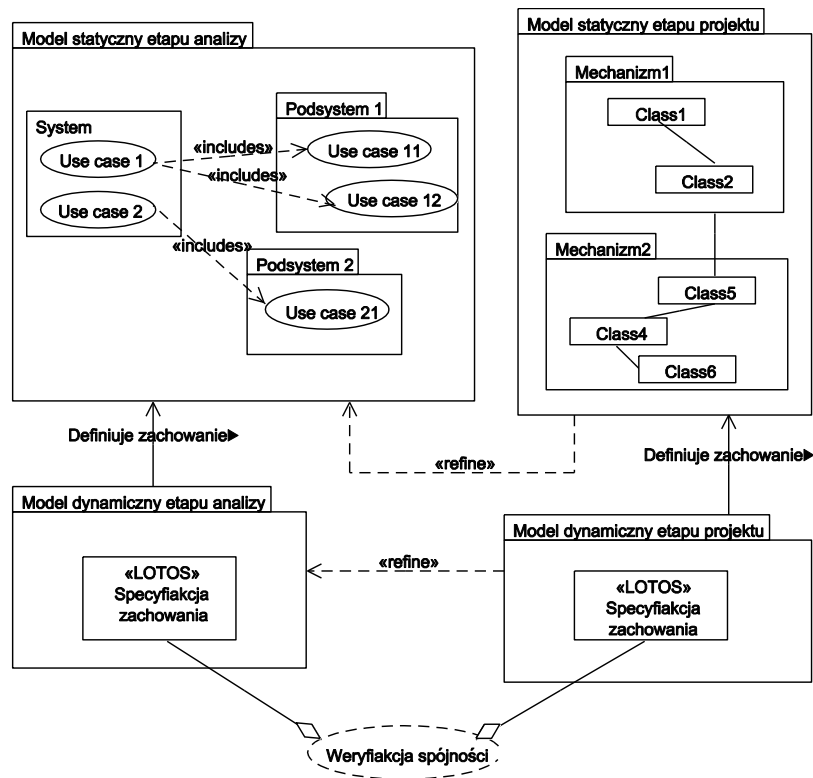 Model statyczny etapu analizy
System
Use case 1
Use case 2
«includes»
«includes»
«includes»
Podsystem 1
Use case 11
Use case 12
Podsystem 2
Use case 21
Model statyczny etapu projektu
Mechanizm1
Class1
Class2
Mechanizm2
Class5
Class4
Class6
Definiuje zachowanie
«refine»
Definiuje zachowanie
Model dynamiczny etapu analizy
«LOTOS»
Specyfiakcja
zachowania
«refine»
Model dynamiczny etapu projektu
«LOTOS»
Specyfiakcja
zachowania
Weryfiakcja spójności